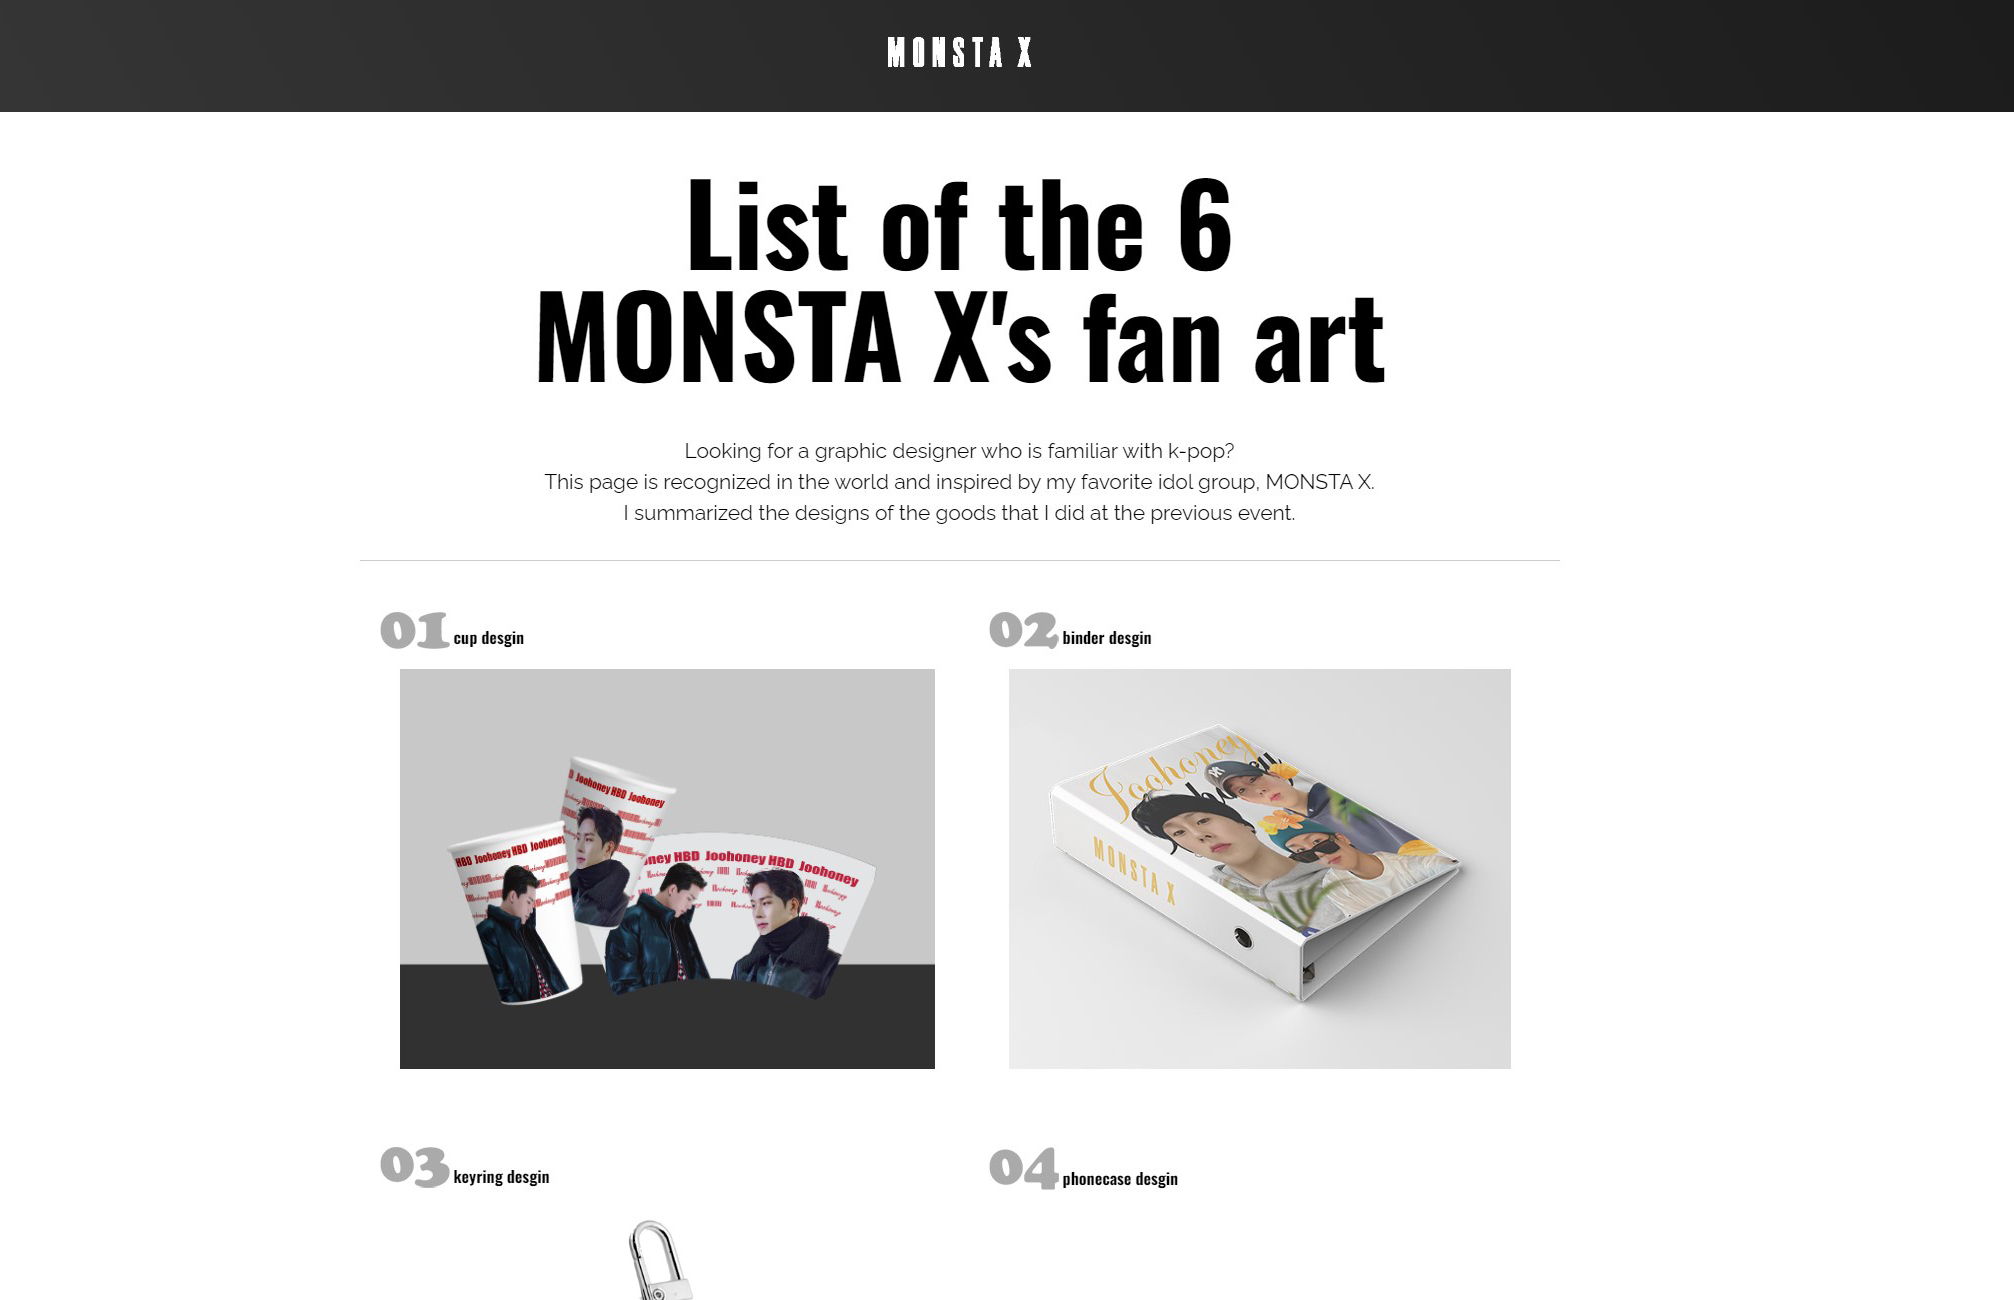 MONSTA X
List of the 6
MONSTA X's fan art
Looking for a graphic designer who is familiar with k-pop?
This page is recognized in the world and inspired by my favorite idol group, MONSTA X.
I summarized the designs of the goods that I did at the previous event.
01 cup desgin
02 binder desgin
Joohoney HBD Joohoney
HBD Joohoney HBD Joohoney
HBD Joohoney HBD Joohoney
Joohoney
MONSTA X
03 keyring desgin
04 phonecase desgin